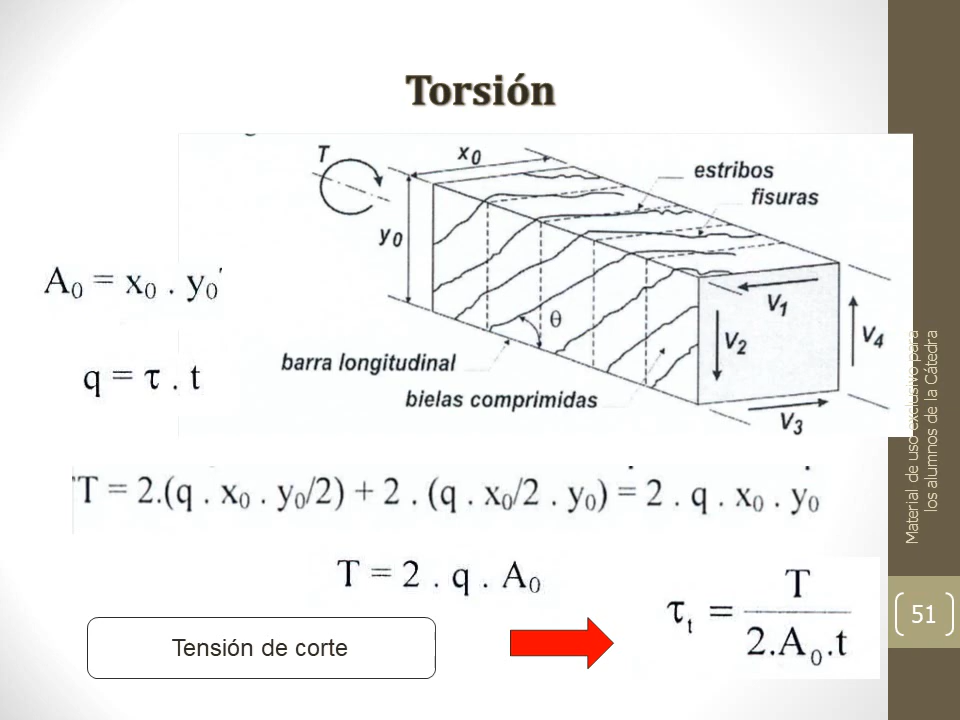 Torsión
T
x₀
estribos
fisuras
y₀
A₀ = x₀ . y₀
θ
V₁
V₂
V₄
q = τ . t
barra longitudinal
bielas comprimidas
V₃
T = 2.(q . x₀ . y₀/2) + 2 . (q . x₀/2 . y₀) = 2 . q . x₀ . y₀
T = 2 . q . A₀
τₜ = T / 2.A₀.t
Tensión de corte
Material de uso exclusivo para
los alumnos de la Cátedra
51